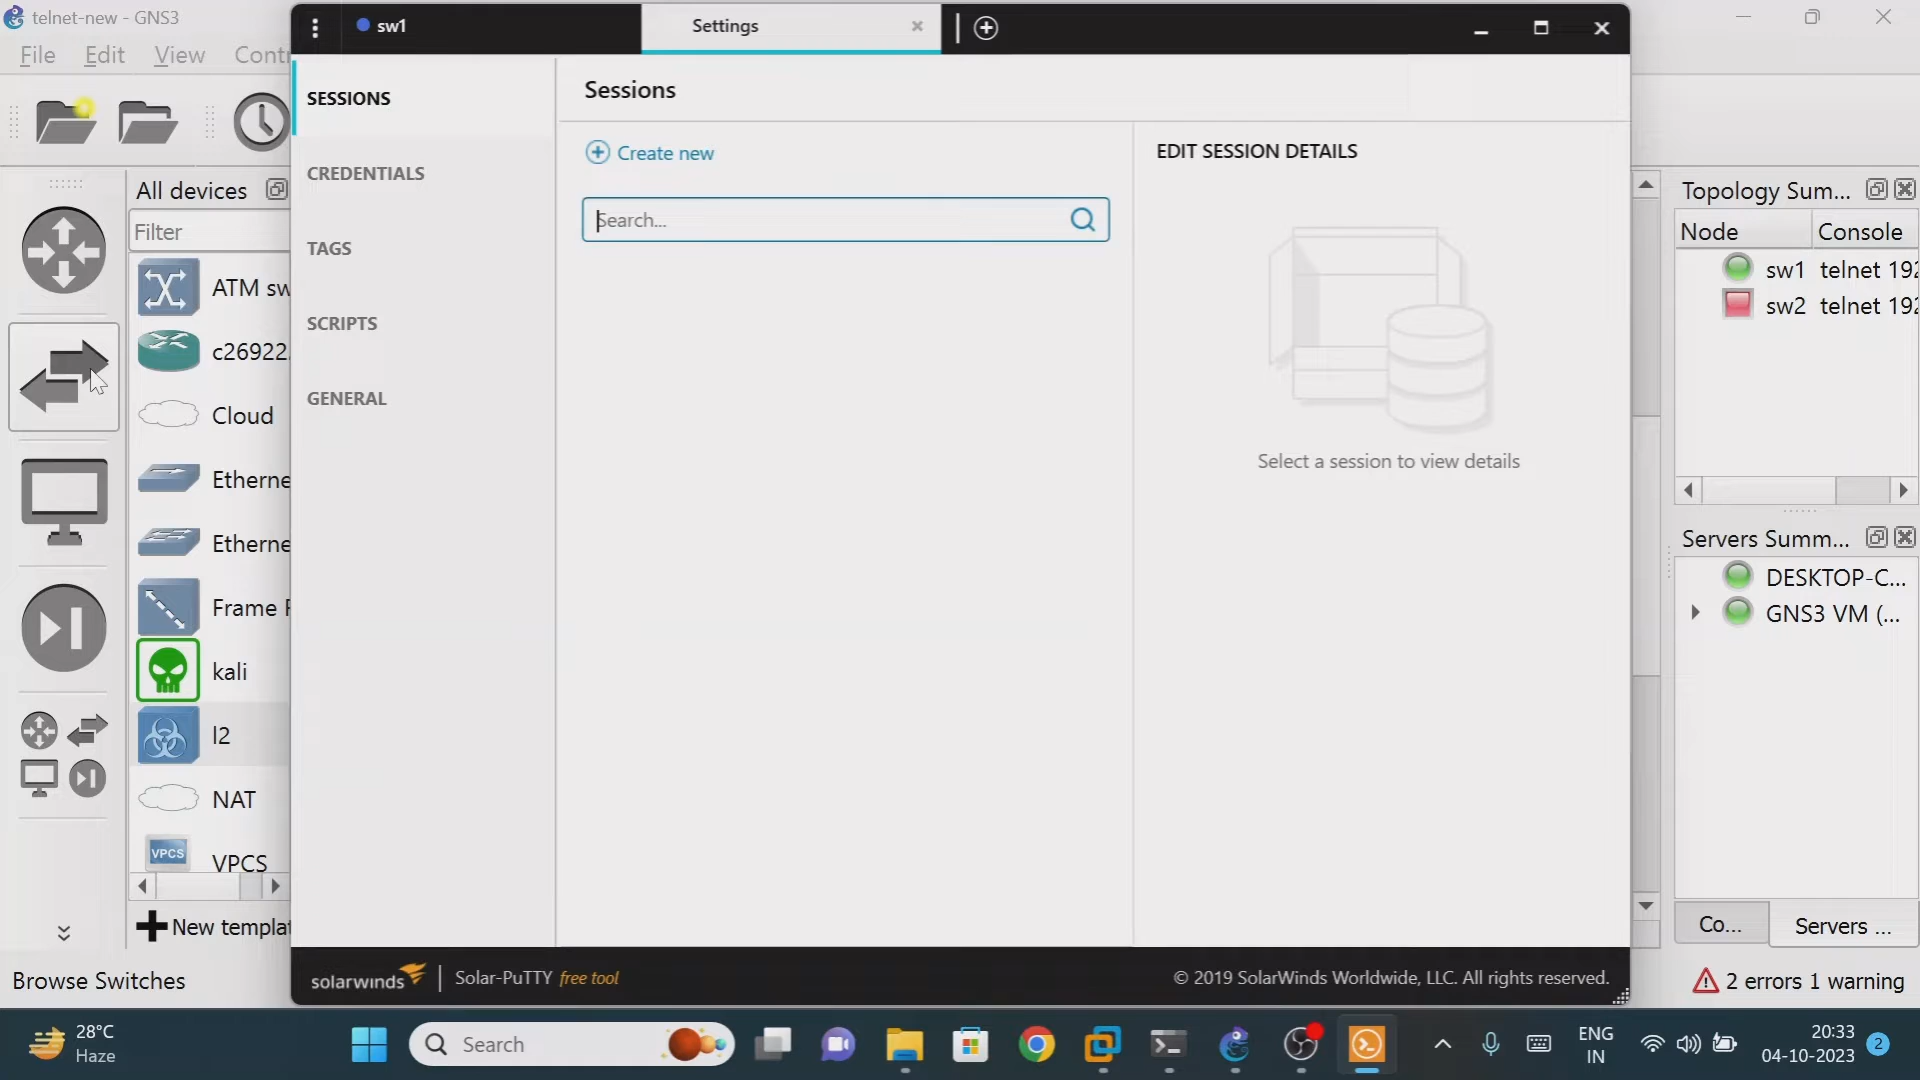 telnet-new - GNS3
File Edit View Contr
sw1
Settings
SESSIONS
CREDENTIALS
TAGS
SCRIPTS
GENERAL
Sessions
Create new
Search...
EDIT SESSION DETAILS
Select a session to view details
All devices
Filter
ATM sw
c26922
Cloud
Etherne
Etherne
Frame
kali
l2
NAT
VPCS
VPCS
New templat
Browse Switches
Topology Sum...
Node Console
sw1 telnet 192
sw2 telnet 192
Servers Summ...
DESKTOP-C...
GNS3 VM (...
Co... Servers ...
2 errors 1 warning
solarwinds
Solar-PuTTY free tool
© 2019 SolarWinds Worldwide, LLC. All rights reserved.
28°C
Haze
Search
ENG
IN
20:33
04-10-2023
2